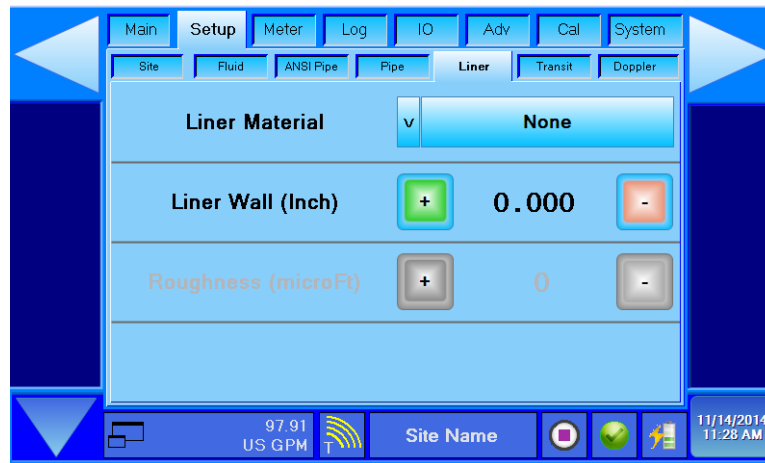 Main Setup Meter Log IO Adv Cal System
Site Fluid ANSI Pipe Pipe Liner Transit Doppler
Liner Material v None
Liner Wall (Inch) + 0.000 -
Roughness (microFt) + 0 -
97.91
US GPM T Site Name
11/14/2014
11:28 AM